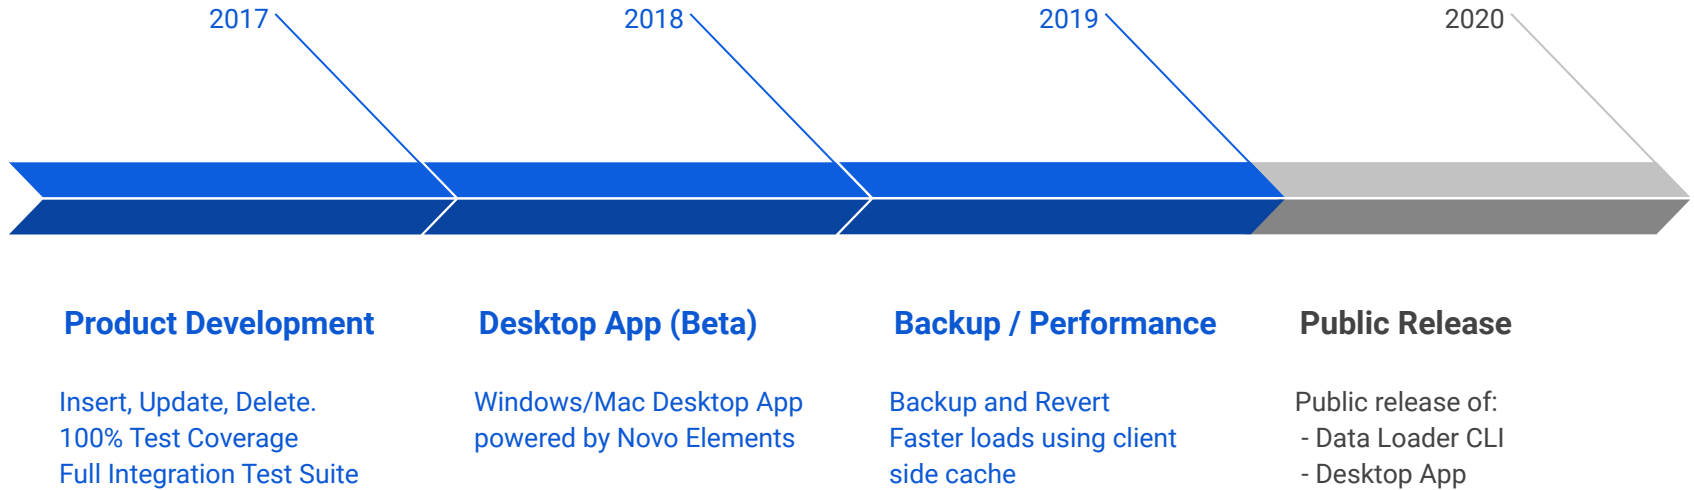 2017
2018
2019
2020
Product Development
Insert, Update, Delete.
100% Test Coverage
Full Integration Test Suite
Desktop App (Beta)
Windows/Mac Desktop App
powered by Novo Elements
Backup / Performance
Backup and Revert
Faster loads using client
side cache
Public Release
Public release of:
- Data Loader CLI
- Desktop App